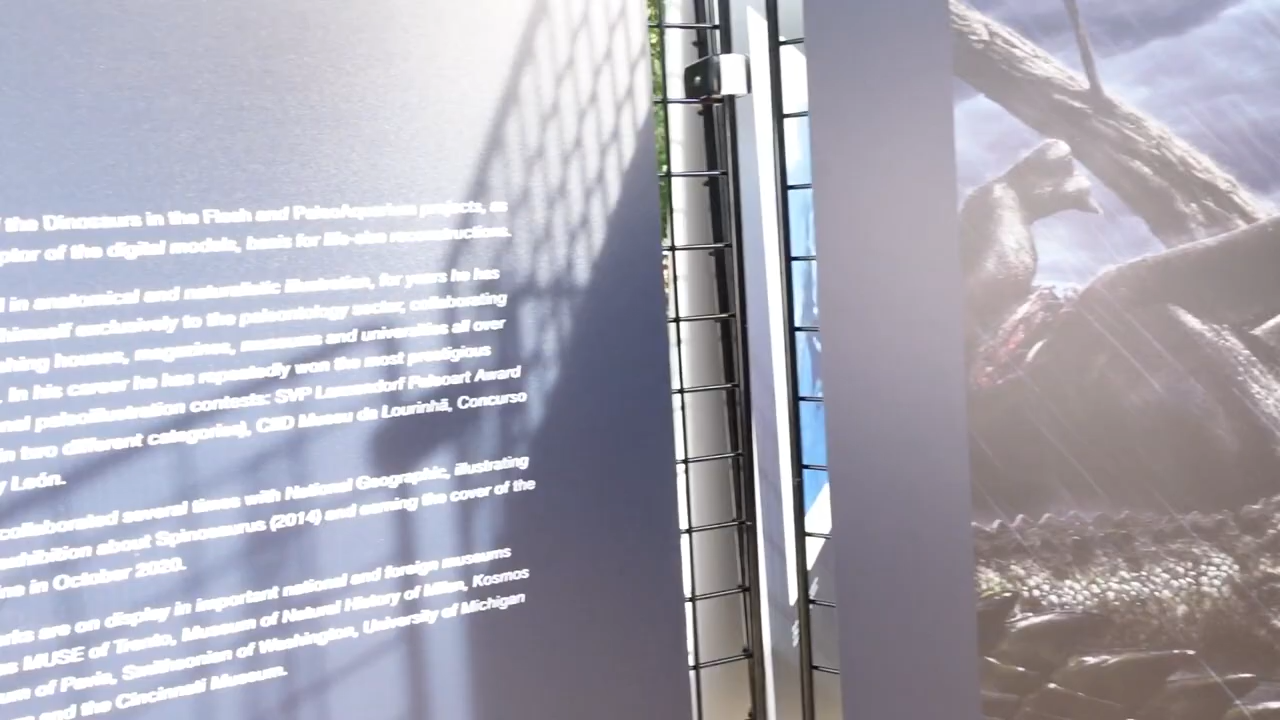 the Dinosaurs in the Flesh and PaleoAquarium projects, as
ptor of the digital models, basis for life-size reconstructions.
in anatomical and naturalistic illustration, for years he has
himself exclusively to the paleontology sector, collaborating
hing houses, magazines, museums and universities all over
. In his career he has repeatedly won the most prestigious
nal paleoillustration contests: SVP Lanzendorf Paleoart Award
in two different categories), CIID Museu da Lourinhã, Concurso
y León.
collaborated several times with National Geographic, illustrating
exhibition about Spinosaurus (2014) and earning the cover of the
ine in October 2020.
rks are on display in important national and foreign museums
as MUSE of Trento, Museum of Natural History of Milan, Kosmos
um of Pavia, Smithsonian of Washington, University of Michigan
and the Cincinnati Museum.